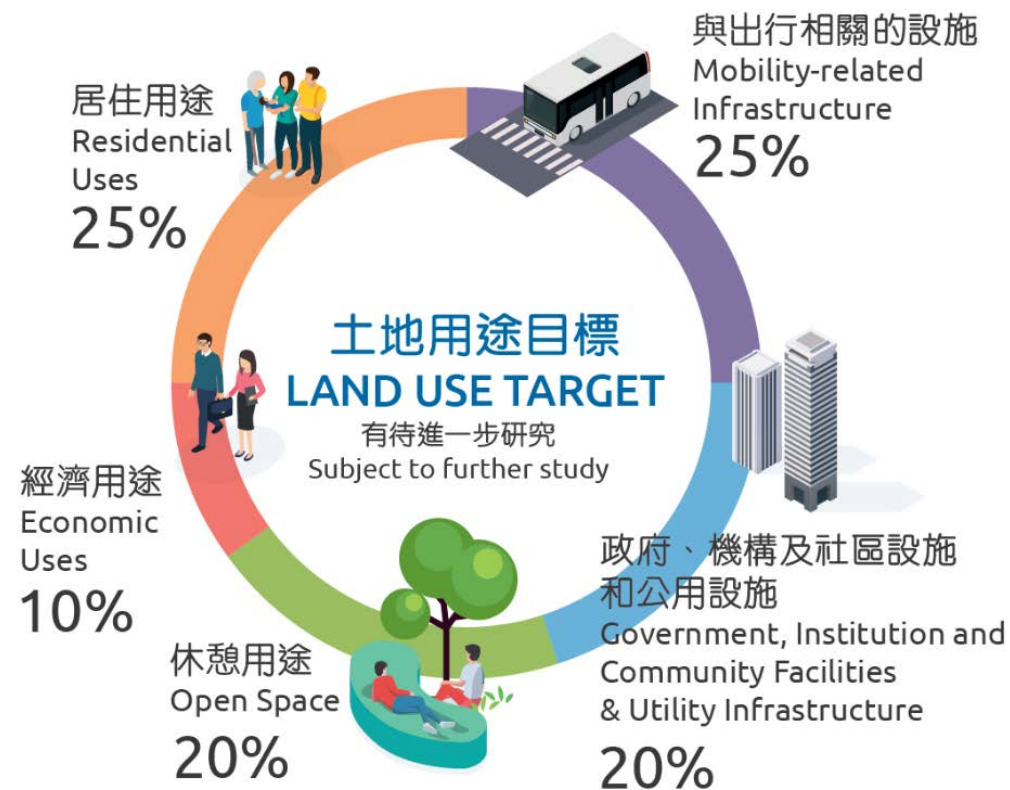 與出行相關的設施
Mobility-related
Infrastructure
25%
居住用途
Residential
Uses
25%
土地用途目標
LAND USE TARGET
有待進一步研究
Subject to further study
經濟用途
Economic
Uses
10%
政府、機構及社區設施
和公用設施
Government, Institution and
Community Facilities
& Utility Infrastructure
20%
休憩用途
Open Space
20%